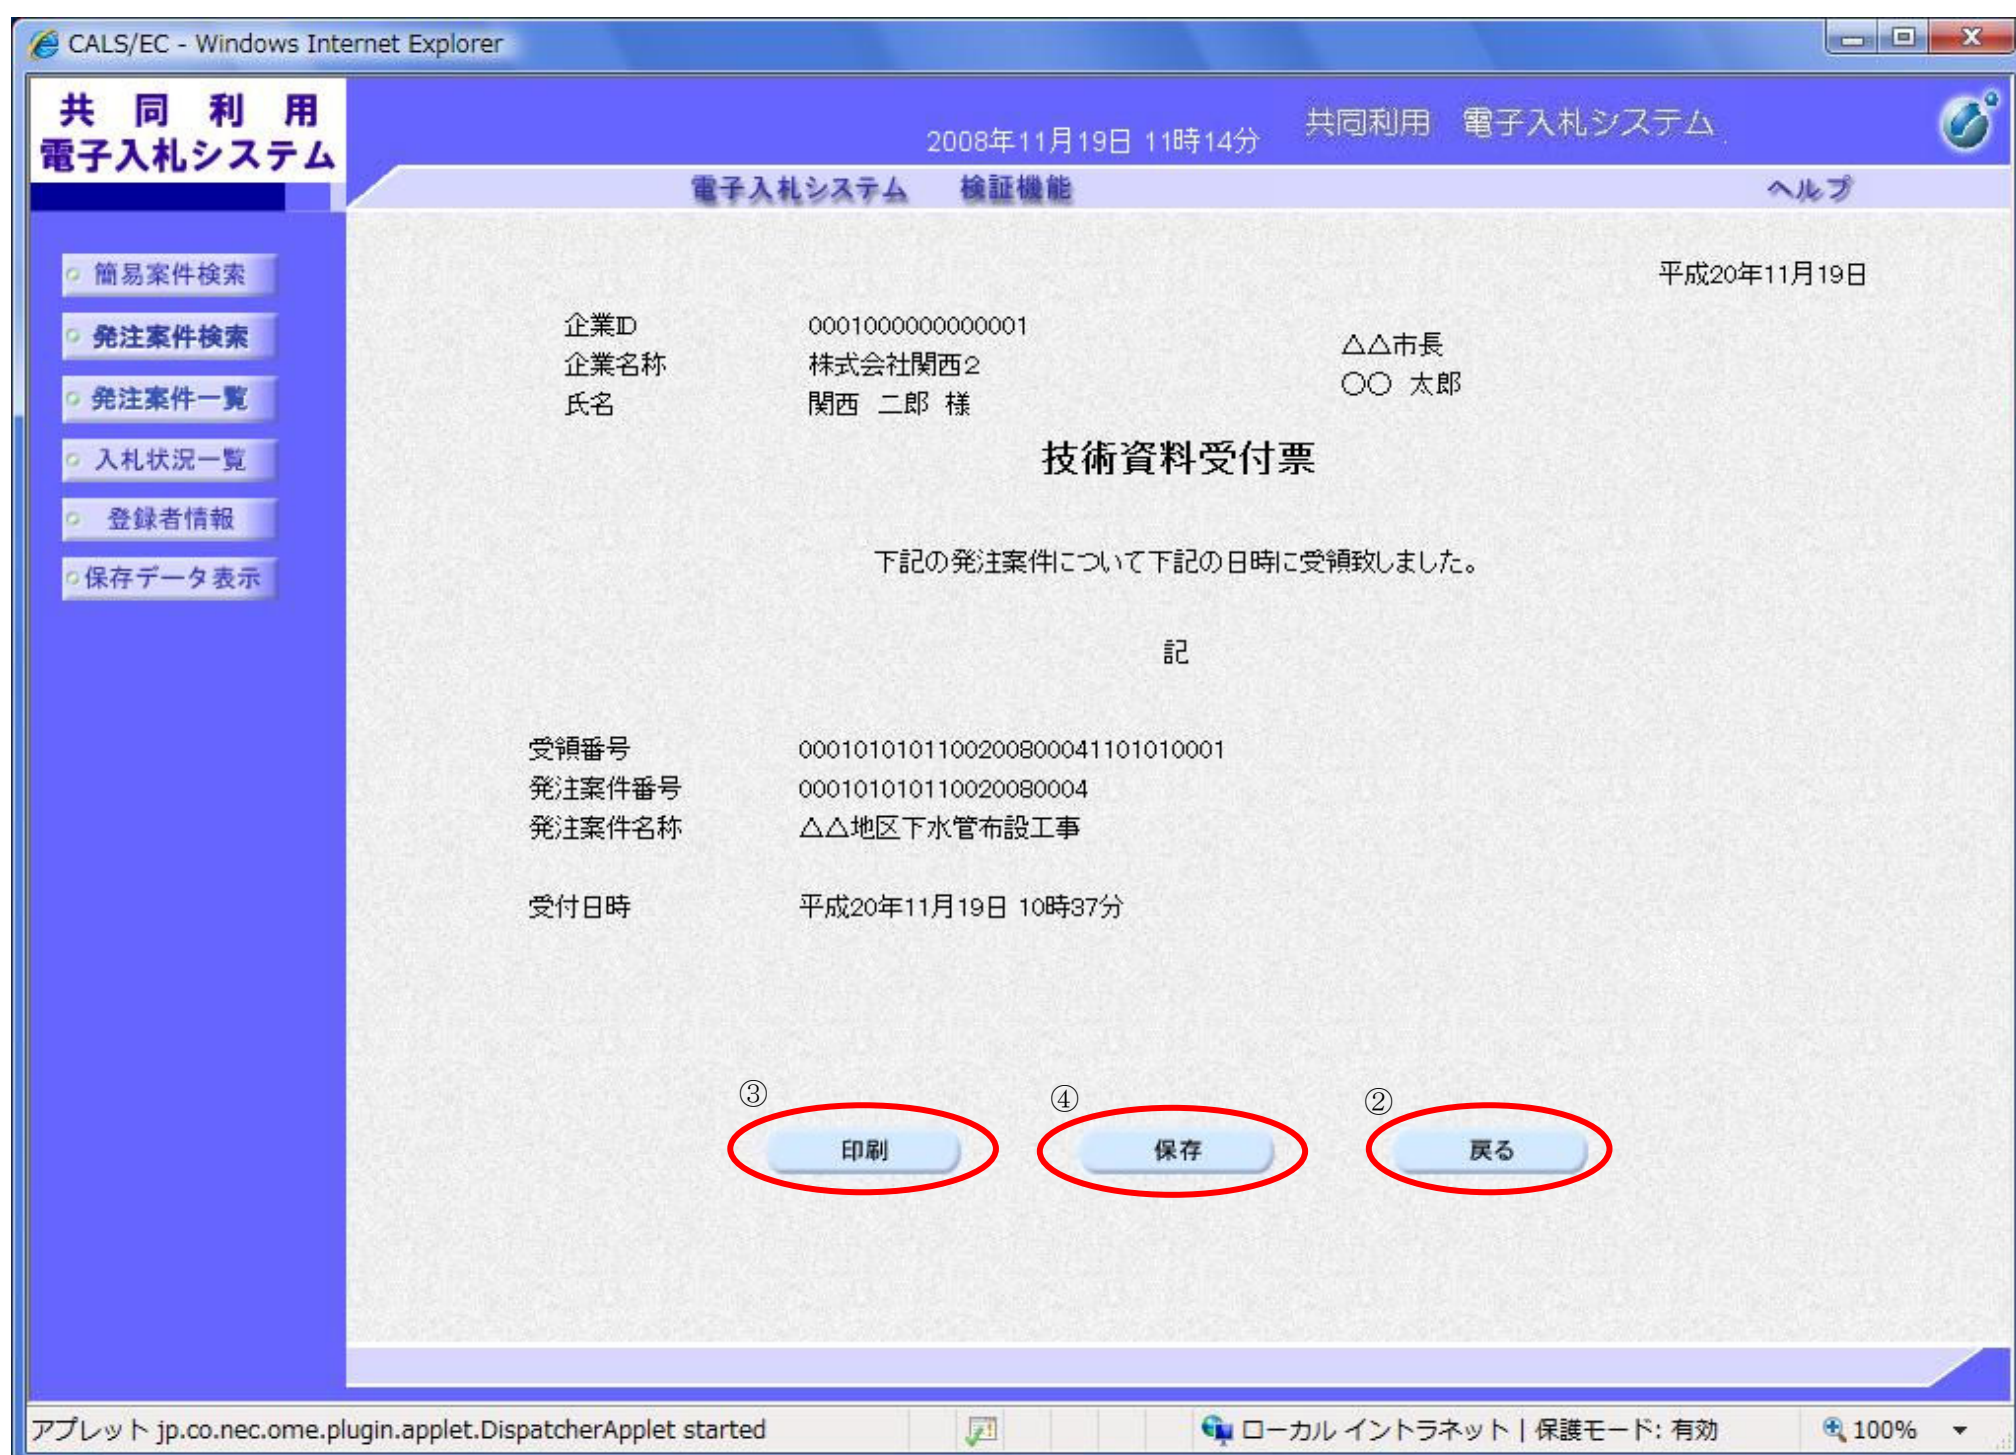 CALS/EC - Windows Internet Explorer
共同利用
電子入札システム
2008年11月19日 11時14分
共同利用 電子入札システム
電子入札システム 検証機能 ヘルプ
簡易案件検索
発注案件検索
発注案件一覧
入札状況一覧
登録者情報
保存データ表示
平成20年11月19日
企業ID 0001000000000001
企業名称 株式会社関西2
氏名 関西 二郎 様
△△市長
〇〇 太郎
技術資料受付票
下記の発注案件について下記の日時に受領致しました。
記
受領番号 0001010101100200800041101010001
発注案件番号 000101010110020080004
発注案件名称 △△地区下水管布設工事
受付日時 平成20年11月19日 10時37分
③ ④ ②
印刷 保存 戻る
アプレット jp.co.nec.ome.plugin.applet.DispatcherApplet started ローカル イントラネット | 保護モード: 有効 100%